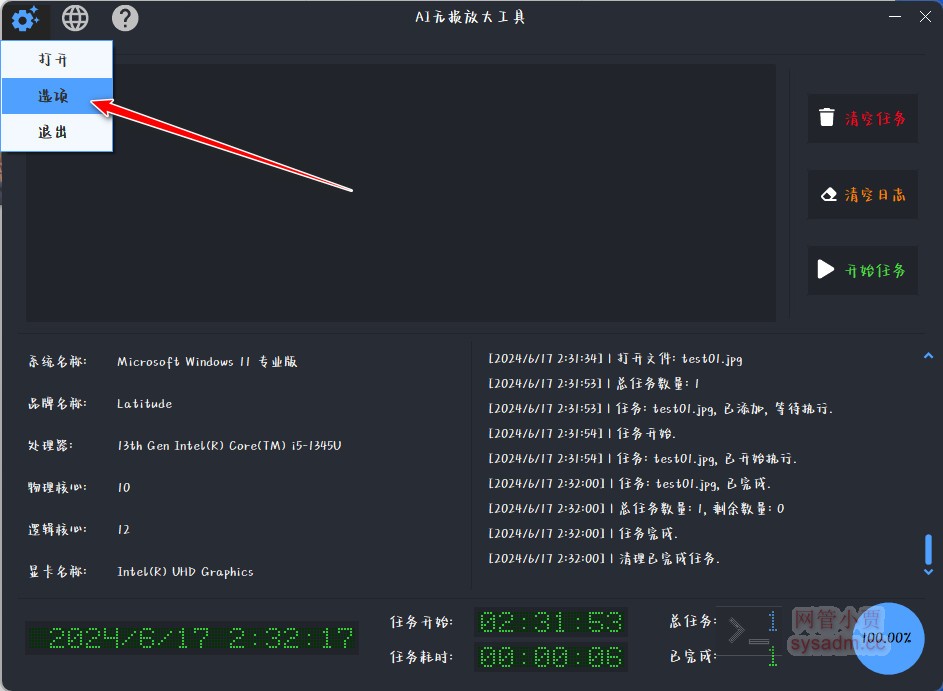 AI无损放大工具
打开
选项
退出
清空任务
清空日志
开始任务
系统名称: Microsoft Windows 11 专业版
品牌名称: Latitude
处理器: 13th Gen Intel(R) Core(TM) i5-1345U
物理核心: 10
逻辑核心: 12
显卡名称: Intel(R) UHD Graphics
[2024/6/17 2:31:34] | 打开文件: test01.jpg
[2024/6/17 2:31:53] | 总任务数量: 1
[2024/6/17 2:31:53] | 任务: test01.jpg, 已添加, 等待执行.
[2024/6/17 2:31:54] | 任务开始.
[2024/6/17 2:31:54] | 任务: test01.jpg, 已开始执行.
[2024/6/17 2:32:00] | 任务: test01.jpg, 已完成.
[2024/6/17 2:32:00] | 总任务数量: 1, 剩余数量: 0
[2024/6/17 2:32:00] | 任务完成.
[2024/6/17 2:32:00] | 清理已完成任务.
2024/6/17 2:32:17
任务开始: 02:31:53
任务耗时: 00:00:06
总任务: 1
已完成: 1
100.00%
网管小贾
sysadm.cc